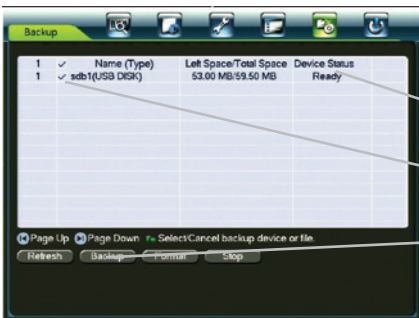 Backup
1 ✓ Name (Type) Left Space/Total Space Device Status
1 ✓ sdb1(USB DISK) 53.00 MB/59.50 MB Ready
Page Up Page Down Fn Select/Cancel backup device or file.
Refresh Backup Format Stop